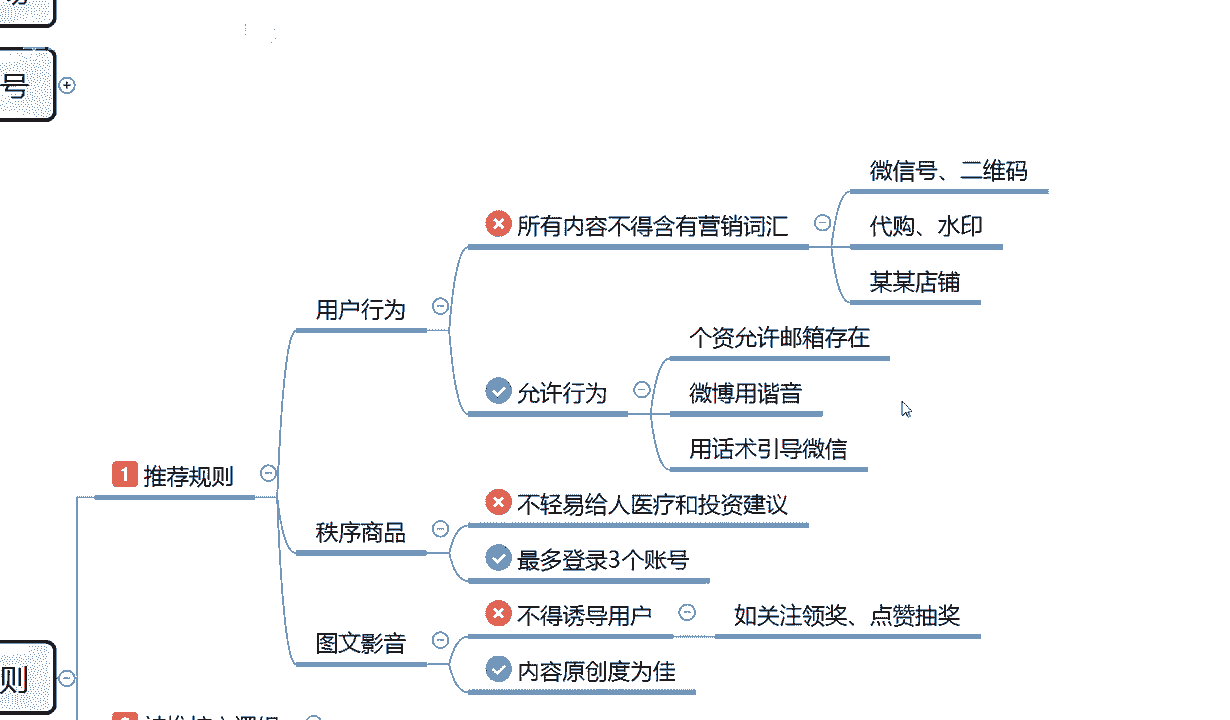 号
微信号、二维码
所有内容不得含有营销词汇
代购、水印
某某店铺
用户行为
个资允许邮箱存在
允许行为
微博用谐音
用话术引导微信
1 推荐规则
不轻易给人医疗和投资建议
秩序商品
最多登录3个账号
不得诱导用户
如关注领奖、点赞抽奖
图文影音
内容原创度为佳
则